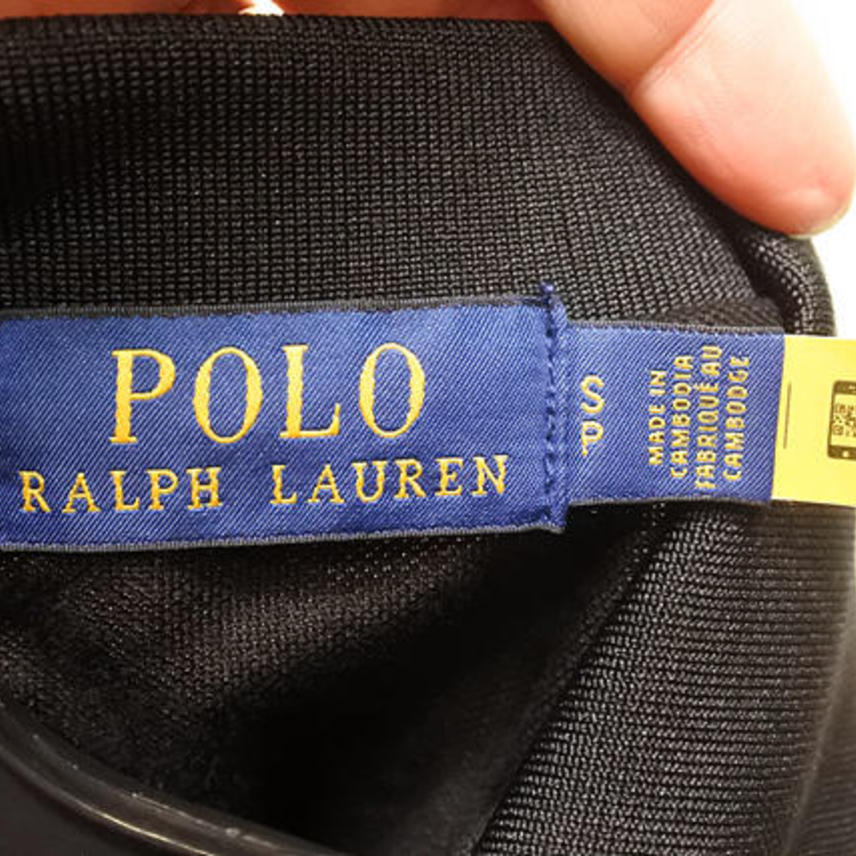 POLO
RALPH LAUREN
S P
MADE IN
CAMBODIA
FABRIQUÉ AU
CAMBODGE